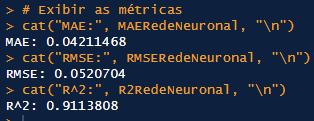 > # Exibir as métricas
> cat("MAE:", MAERedeNeuronal, "\n")
MAE: 0.04211468
> cat("RMSE:", RMSERedeNeuronal, "\n")
RMSE: 0.0520704
> cat("R^2:", R2RedeNeuronal, "\n")
R^2: 0.9113808
>